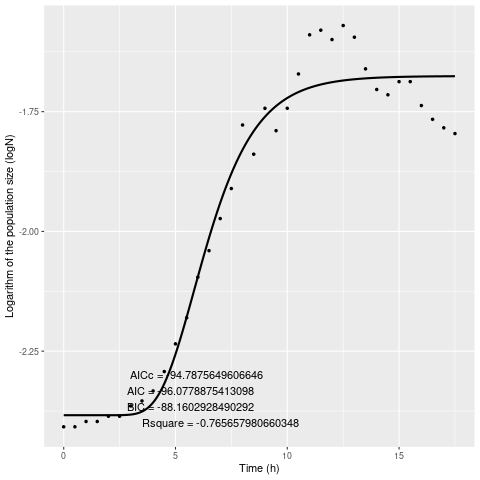 Logarithm of the population size (logN)
-1.75
-2.00
-2.25
AICc = -94.7875649606646
AIC = -96.0778875413098
BIC = -88.1602928490292
Rsquare = -0.765657980660348
0 5 10 15
Time (h)